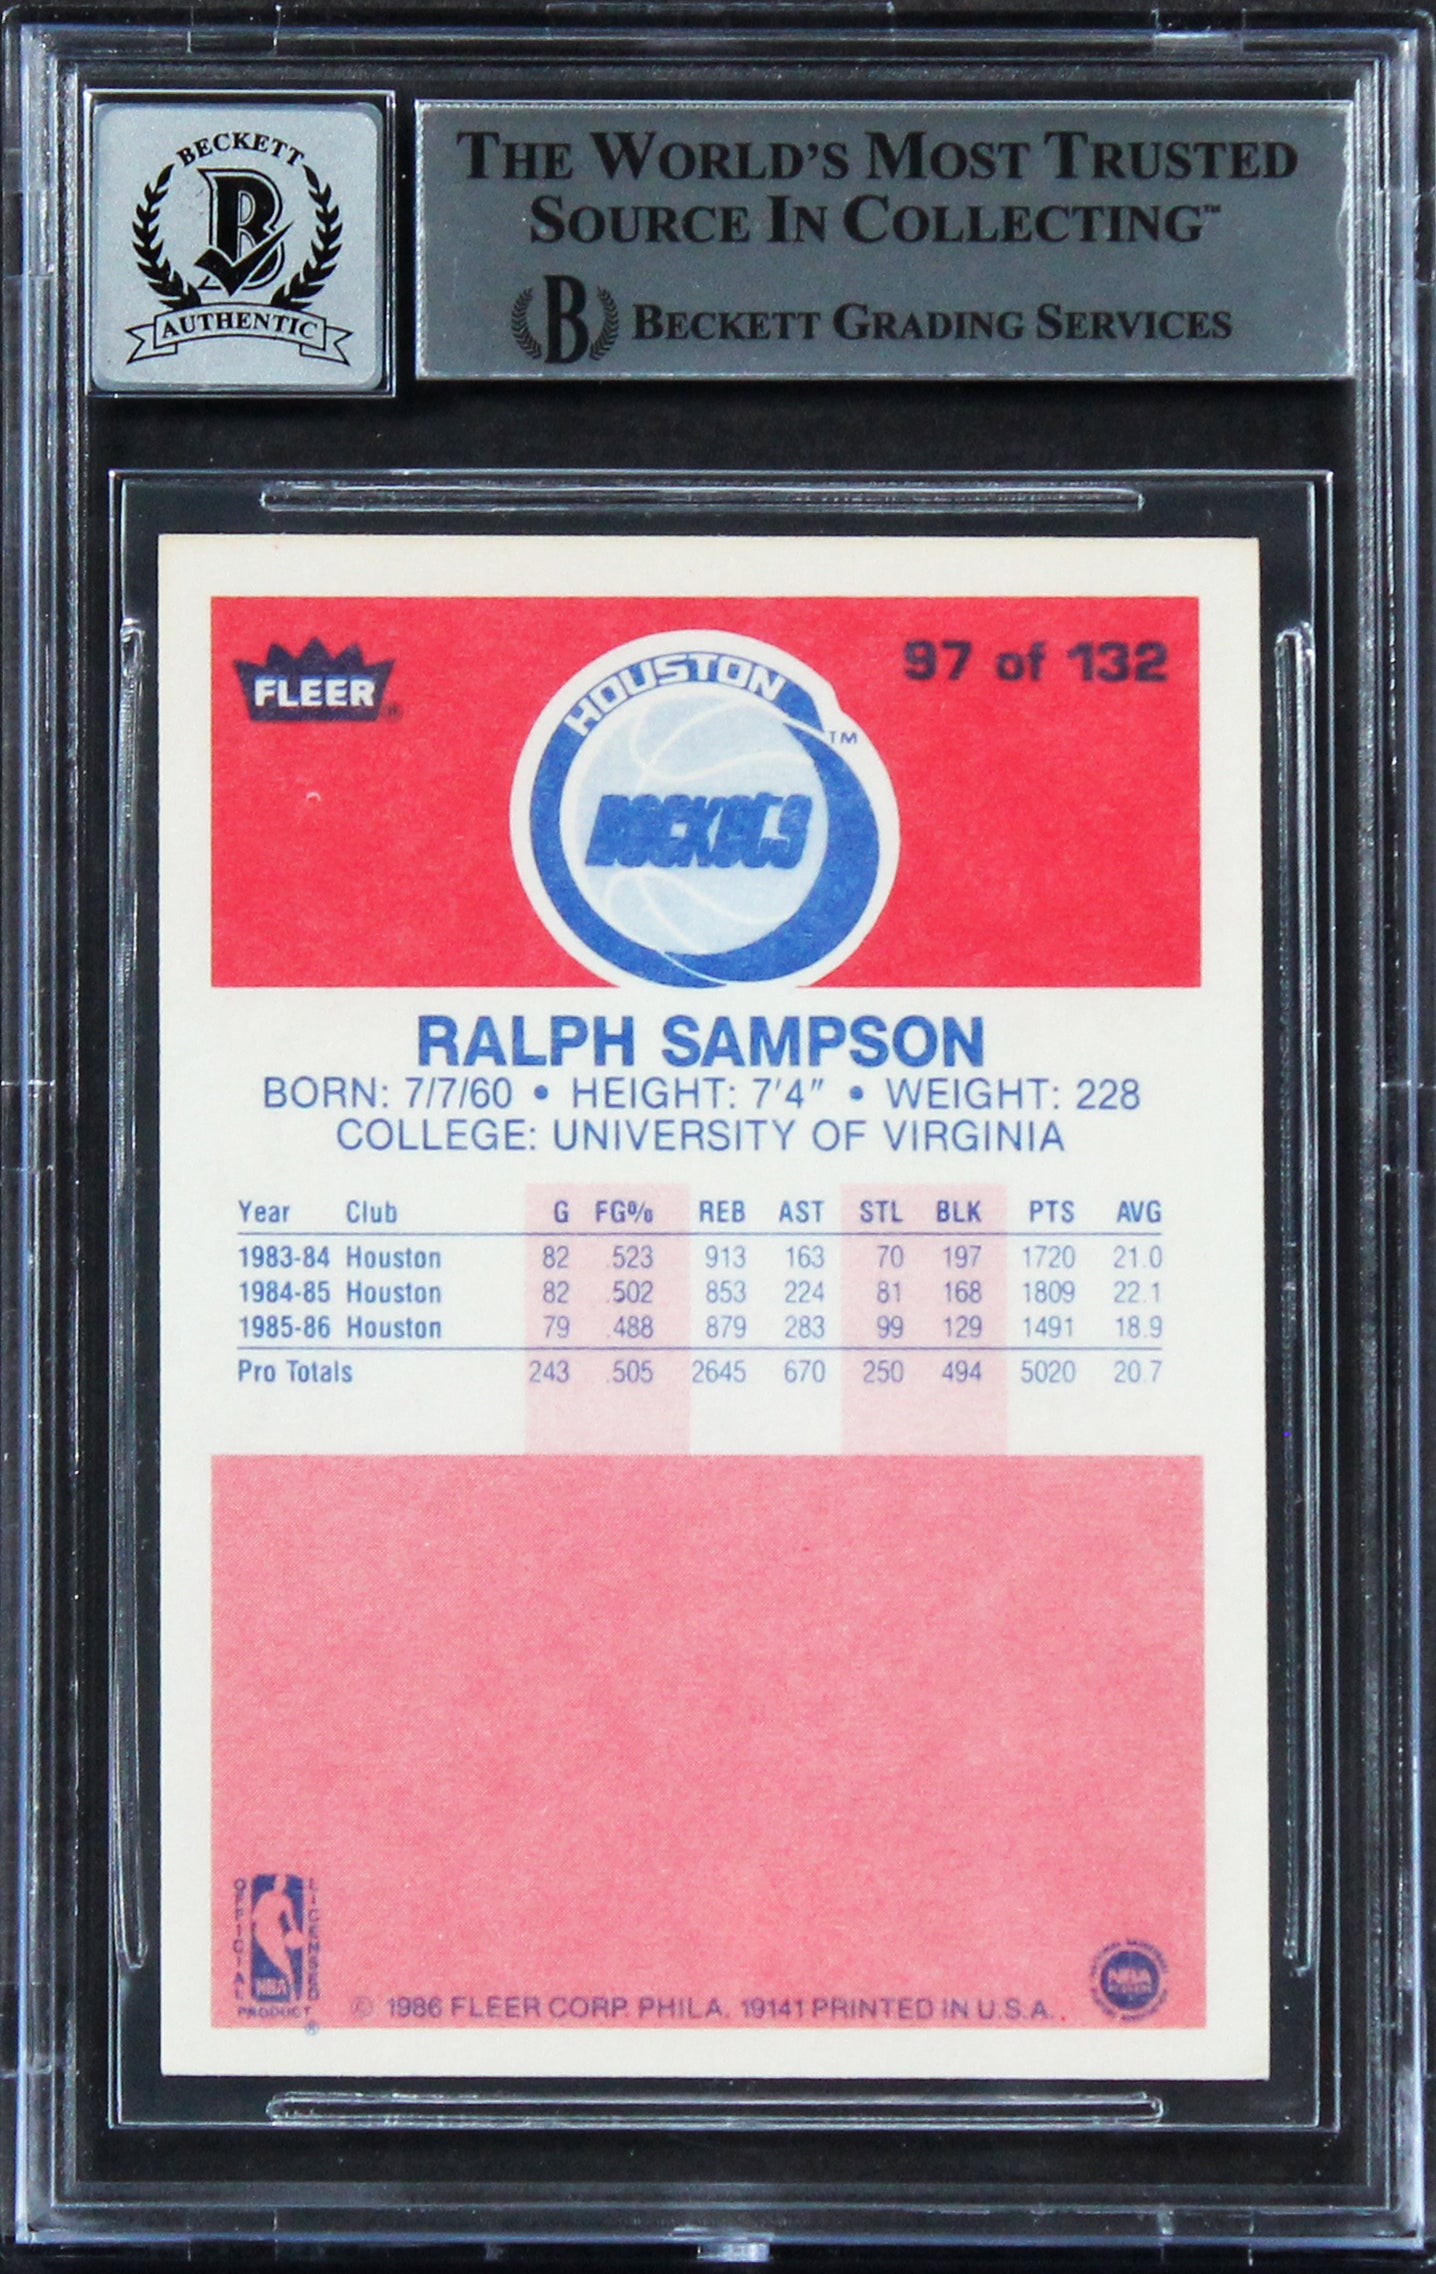 BECKETT
B
AUTHENTIC
THE WORLD'S MOST TRUSTED
SOURCE IN COLLECTING™
B BECKETT GRADING SERVICES
FLEER®
97 of 132
HOUSTON
ROCKETS
TM
RALPH SAMPSON
BORN: 7/7/60 • HEIGHT: 7'4" • WEIGHT: 228
COLLEGE: UNIVERSITY OF VIRGINIA
Year Club G FG% REB AST STL BLK PTS AVG
1983-84 Houston 82 .523 913 163 70 197 1720 21.0
1984-85 Houston 82 .502 853 224 81 168 1809 22.1
1985-86 Houston 79 .488 879 283 99 129 1491 18.9
Pro Totals 243 .505 2645 670 250 494 5020 20.7
OFFICIAL
LICENSED
NBA
PRODUCT
®
© 1986 FLEER CORP. PHILA. 19141 PRINTED IN U.S.A.